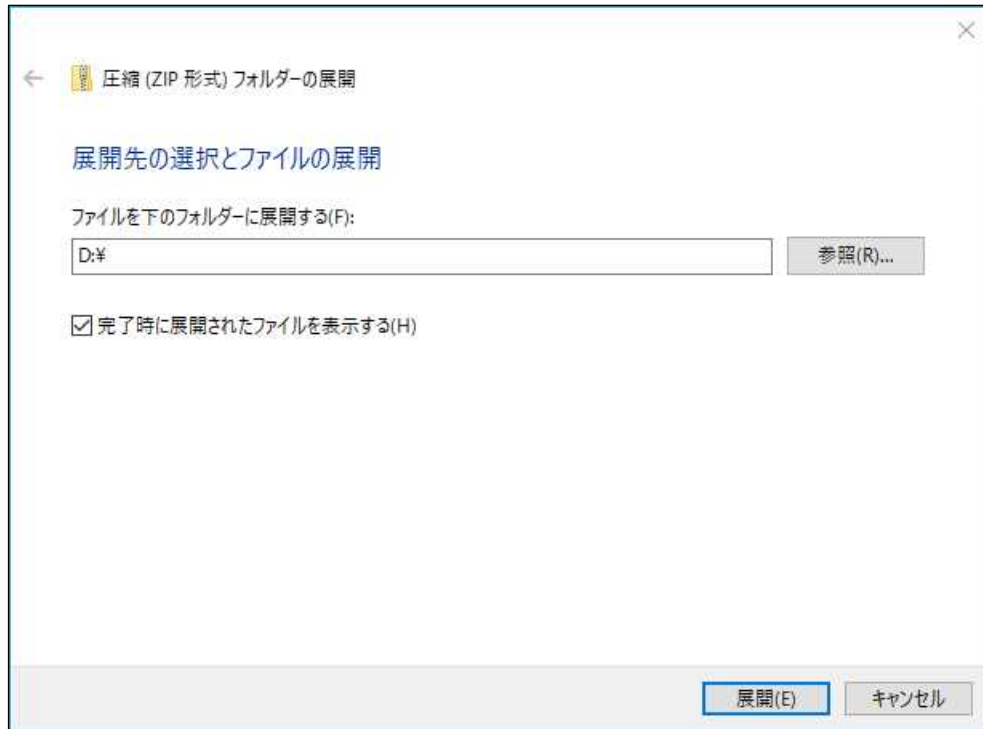 圧縮 (ZIP 形式) フォルダーの展開
展開先の選択とファイルの展開
ファイルを下のフォルダーに展開する(F):
D:¥
参照(R)...
完了時に展開されたファイルを表示する(H)
展開(E)
キャンセル